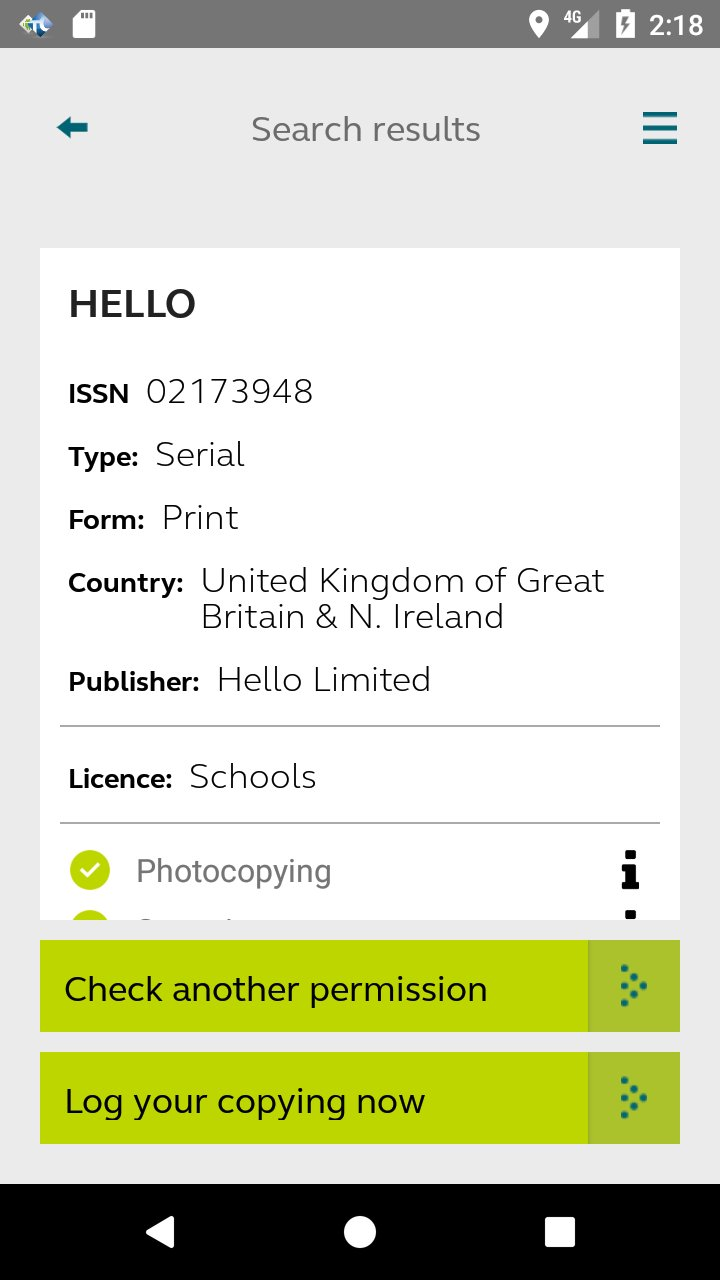 4G 2:18
Search results
HELLO
ISSN 02173948
Type: Serial
Form: Print
Country: United Kingdom of Great
Britain & N. Ireland
Publisher: Hello Limited
Licence: Schools
Photocopying
Check another permission
Log your copying now